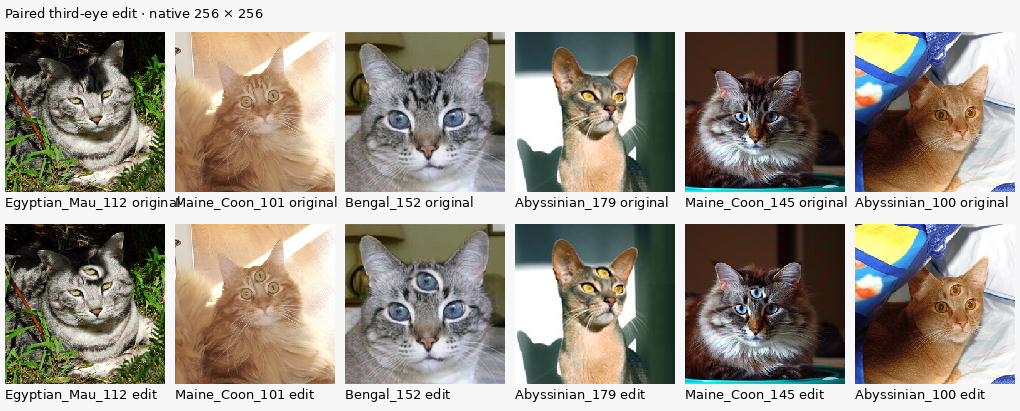 Paired third-eye edit · native 256 × 256
Egyptian_Mau_112 original Maine_Coon_101 original Bengal_152 original Abyssinian_179 original Maine_Coon_145 original Abyssinian_100 original
Egyptian_Mau_112 edit Maine_Coon_101 edit Bengal_152 edit Abyssinian_179 edit Maine_Coon_145 edit Abyssinian_100 edit